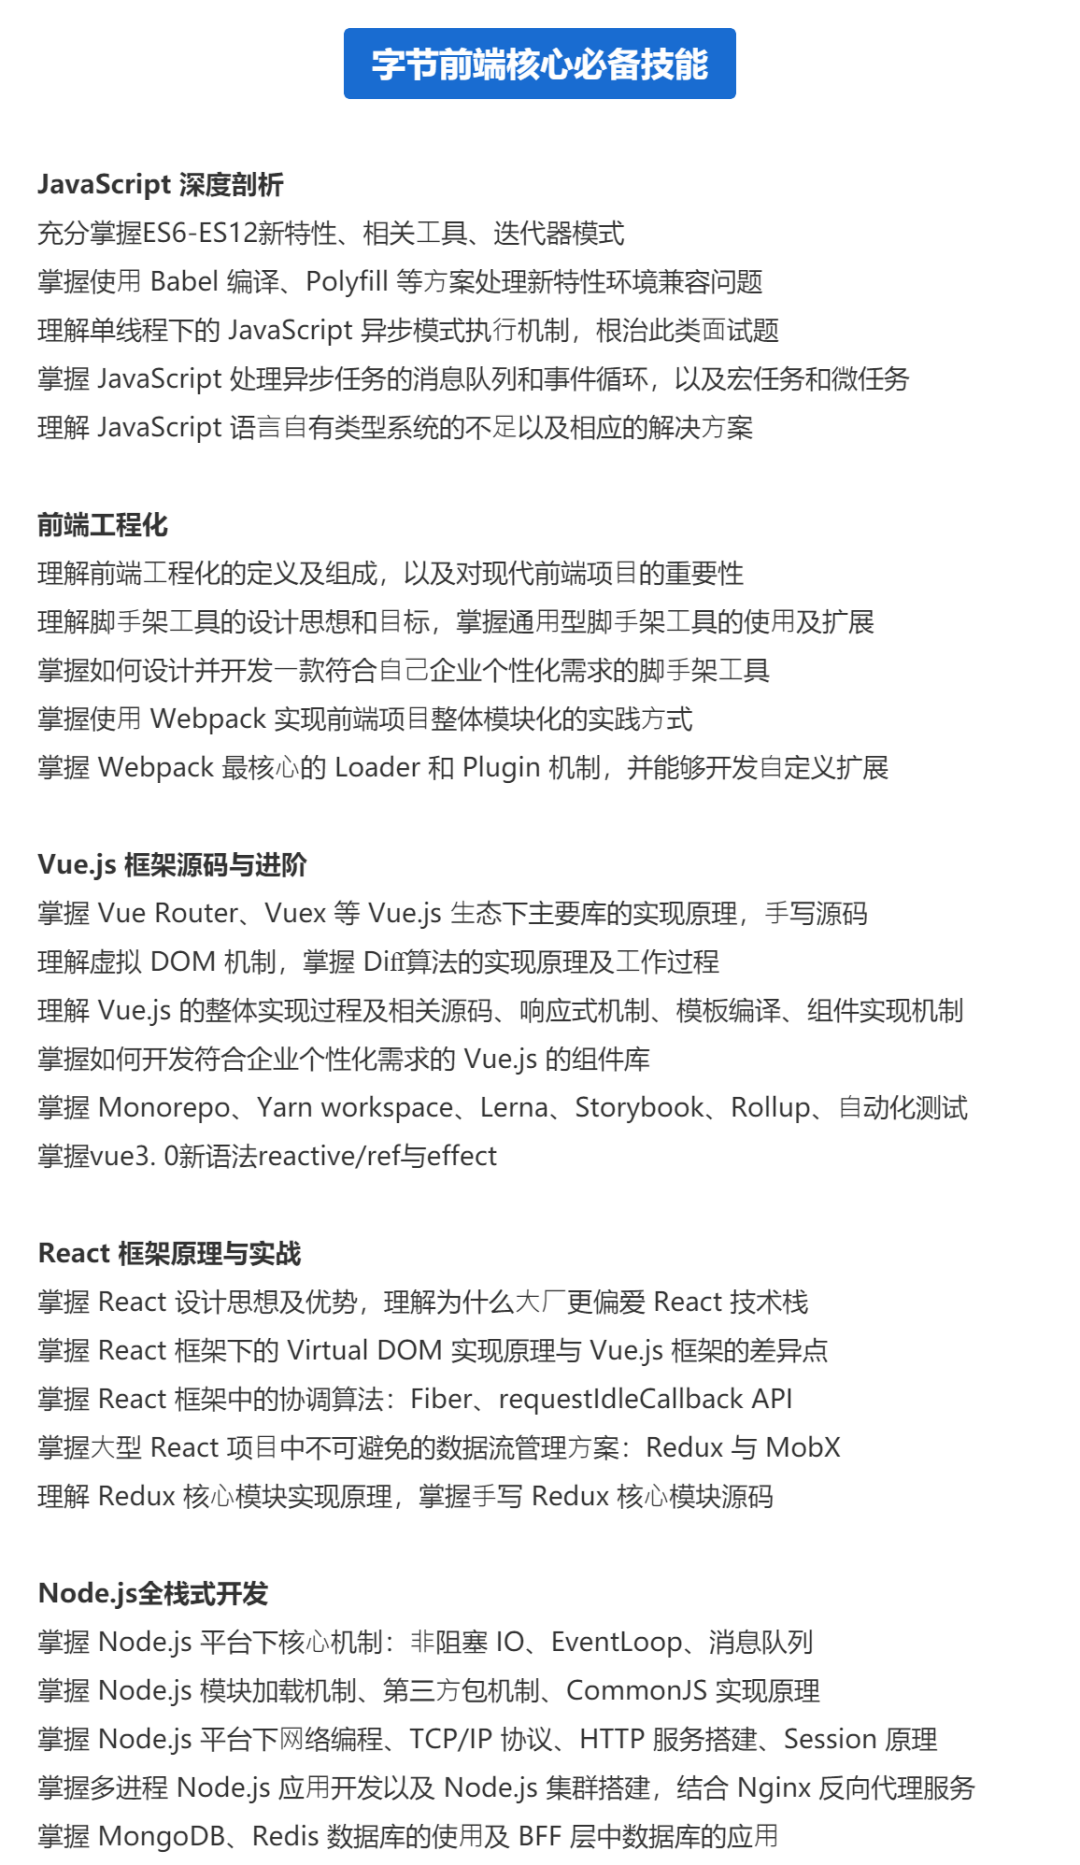 字节前端核心必备技能
JavaScript 深度剖析
充分掌握ES6-ES12新特性、相关工具、迭代器模式
掌握使用 Babel 编译、Polyfill 等方案处理新特性环境兼容问题
理解单线程下的 JavaScript 异步模式执行机制，根治此类面试题
掌握 JavaScript 处理异步任务的消息队列和事件循环，以及宏任务和微任务
理解 JavaScript 语言自有类型系统的不足以及相应的解决方案
前端工程化
理解前端工程化的定义及组成，以及对现代前端项目的重要性
理解脚手架工具的设计思想和目标，掌握通用型脚手架工具的使用及扩展
掌握如何设计并开发一款符合自己企业个性化需求的脚手架工具
掌握使用 Webpack 实现前端项目整体模块化的实践方式
掌握 Webpack 最核心的 Loader 和 Plugin 机制，并能够开发自定义扩展
Vue.js 框架源码与进阶
掌握 Vue Router、Vuex 等 Vue.js 生态下主要库的实现原理，手写源码
理解虚拟 DOM 机制，掌握 Diff算法的实现原理及工作过程
理解 Vue.js 的整体实现过程及相关源码、响应式机制、模板编译、组件实现机制
掌握如何开发符合企业个性化需求的 Vue.js 的组件库
掌握 Monorepo、Yarn workspace、Lerna、Storybook、Rollup、自动化测试
掌握vue3. 0新语法reactive/ref与effect
React 框架原理与实战
掌握 React 设计思想及优势，理解为什么大厂更偏爱 React 技术栈
掌握 React 框架下的 Virtual DOM 实现原理与 Vue.js 框架的差异点
掌握 React 框架中的协调算法：Fiber、requestIdleCallback API
掌握大型 React 项目中不可避免的数据流管理方案：Redux 与 MobX
理解 Redux 核心模块实现原理，掌握手写 Redux 核心模块源码
Node.js全栈式开发
掌握 Node.js 平台下核心机制：非阻塞 IO、EventLoop、消息队列
掌握 Node.js 模块加载机制、第三方包机制、CommonJS 实现原理
掌握 Node.js 平台下网络编程、TCP/IP 协议、HTTP 服务搭建、Session 原理
掌握多进程 Node.js 应用开发以及 Node.js 集群搭建，结合 Nginx 反向代理服务
掌握 MongoDB、Redis 数据库的使用及 BFF 层中数据库的应用